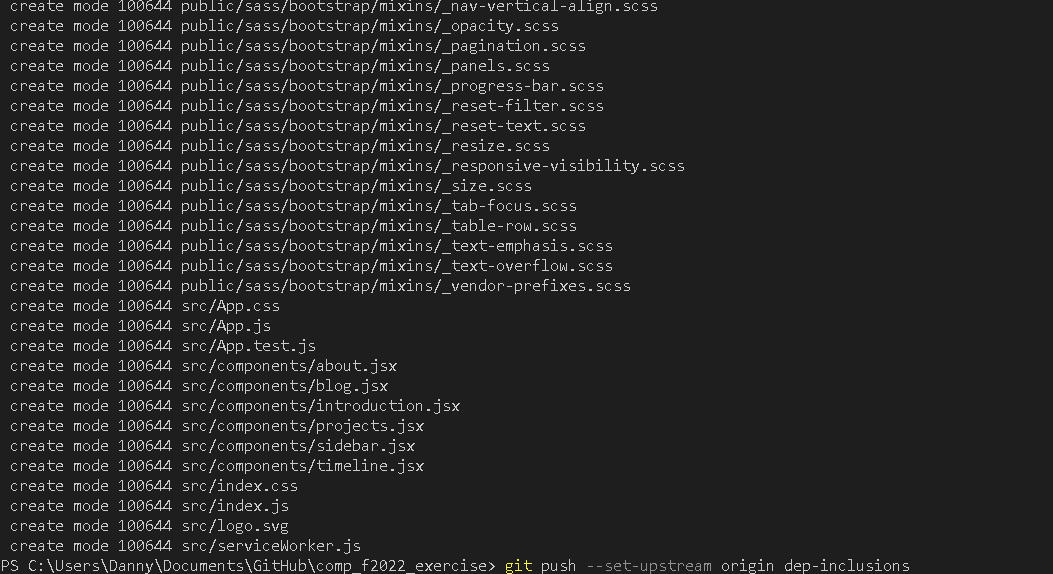 create mode 100644 public/sass/bootstrap/mixins/_nav-vertical-align.scss
create mode 100644 public/sass/bootstrap/mixins/_opacity.scss
create mode 100644 public/sass/bootstrap/mixins/_pagination.scss
create mode 100644 public/sass/bootstrap/mixins/_panels.scss
create mode 100644 public/sass/bootstrap/mixins/_progress-bar.scss
create mode 100644 public/sass/bootstrap/mixins/_reset-filter.scss
create mode 100644 public/sass/bootstrap/mixins/_reset-text.scss
create mode 100644 public/sass/bootstrap/mixins/_resize.scss
create mode 100644 public/sass/bootstrap/mixins/_responsive-visibility.scss
create mode 100644 public/sass/bootstrap/mixins/_size.scss
create mode 100644 public/sass/bootstrap/mixins/_tab-focus.scss
create mode 100644 public/sass/bootstrap/mixins/_table-row.scss
create mode 100644 public/sass/bootstrap/mixins/_text-emphasis.scss
create mode 100644 public/sass/bootstrap/mixins/_text-overflow.scss
create mode 100644 public/sass/bootstrap/mixins/_vendor-prefixes.scss
create mode 100644 src/App.css
create mode 100644 src/App.js
create mode 100644 src/App.test.js
create mode 100644 src/components/about.jsx
create mode 100644 src/components/blog.jsx
create mode 100644 src/components/introduction.jsx
create mode 100644 src/components/projects.jsx
create mode 100644 src/components/sidebar.jsx
create mode 100644 src/components/timeline.jsx
create mode 100644 src/index.css
create mode 100644 src/index.js
create mode 100644 src/logo.svg
create mode 100644 src/serviceWorker.js
PS C:\Users\Danny\Documents\GitHub\comp_f2022_exercise> git push --set-upstream origin dep-inclusions